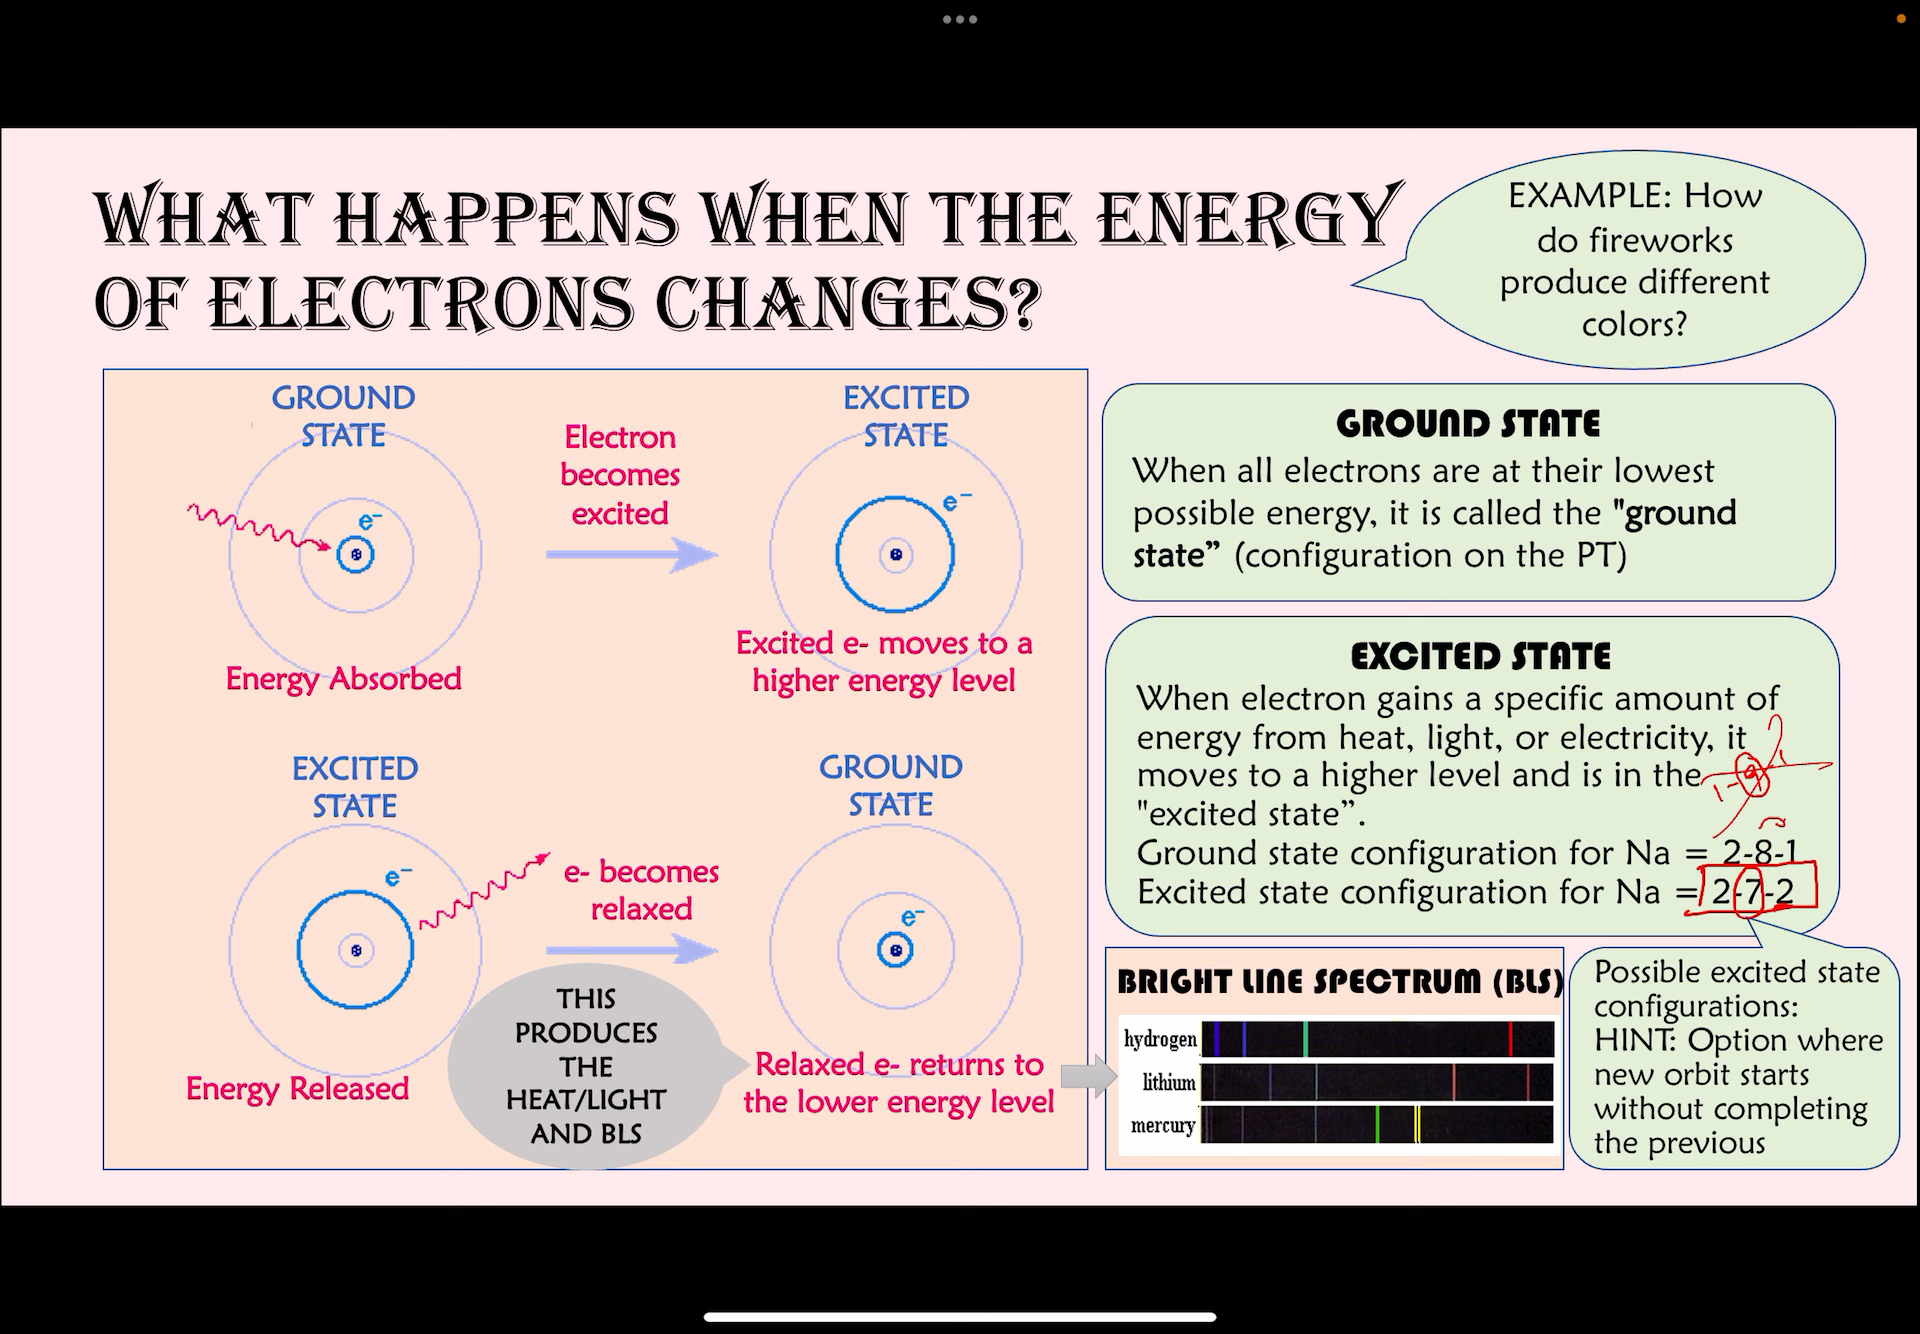 WHAT HAPPENS WHEN THE ENERGY
OF ELECTRONS CHANGES?
EXAMPLE: How
do fireworks
produce different
colors?
GROUND
STATE
Electron
becomes
excited
EXCITED
STATE
e⁻
e⁻
Energy Absorbed
Excited e- moves to a
higher energy level
EXCITED
STATE
e- becomes
relaxed
GROUND
STATE
e⁻
e⁻
Energy Released
THIS
PRODUCES
THE
HEAT/LIGHT
AND BLS
Relaxed e- returns to
the lower energy level
GROUND STATE
When all electrons are at their lowest
possible energy, it is called the "ground
state” (configuration on the PT)
EXCITED STATE
When electron gains a specific amount of
energy from heat, light, or electricity, it
moves to a higher level and is in the
"excited state”.
Ground state configuration for Na = 2-8-1
Excited state configuration for Na = 2-7-2
BRIGHT LINE SPECTRUM (BLS)
hydrogen
lithium
mercury
Possible excited state
configurations:
HINT: Option where
new orbit starts
without completing
the previous